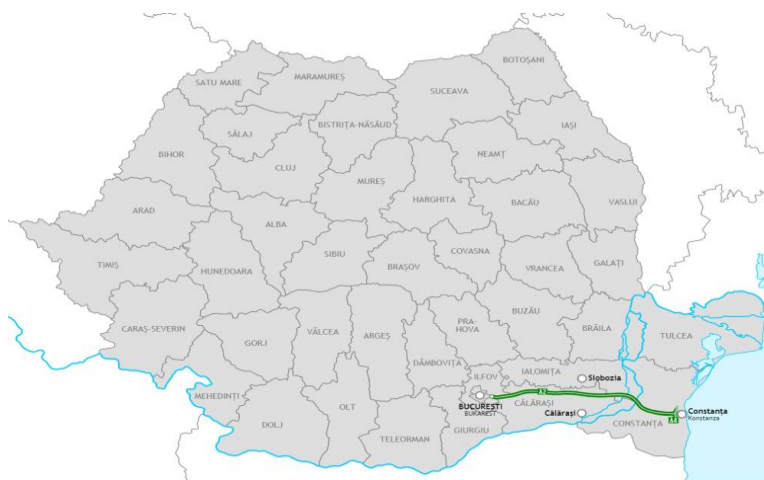 BOTOȘANI
SATU MARE
MARAMUREȘ
SUCEAVA
BISTRIȚA-NĂSĂUD
SĂLAJ
IAȘI
BIHOR
CLUJ
NEAMȚ
MUREȘ
HARGHITA
BACĂU
VASLUI
ARAD
ALBA
TIMIȘ
HUNEDOARA
SIBIU
BRAȘOV
COVASNA
VRANCEA
GALAȚI
CARAȘ-SEVERIN
GORJ
VÂLCEA
ARGEȘ
PRA-
HOVA
BUZĂU
BRĂILA
TULCEA
DÂMBOVIȚA
ILFOV
IALOMIȚA
Slobozia
MEHEDINȚI
A2
BUCUREȘTI
BUKAREST
CĂLĂRAȘI
OLT
DOLJ
TELEORMAN
GIURGIU
Călărași
CONSTANȚA
A4
Constanța
Konstanza